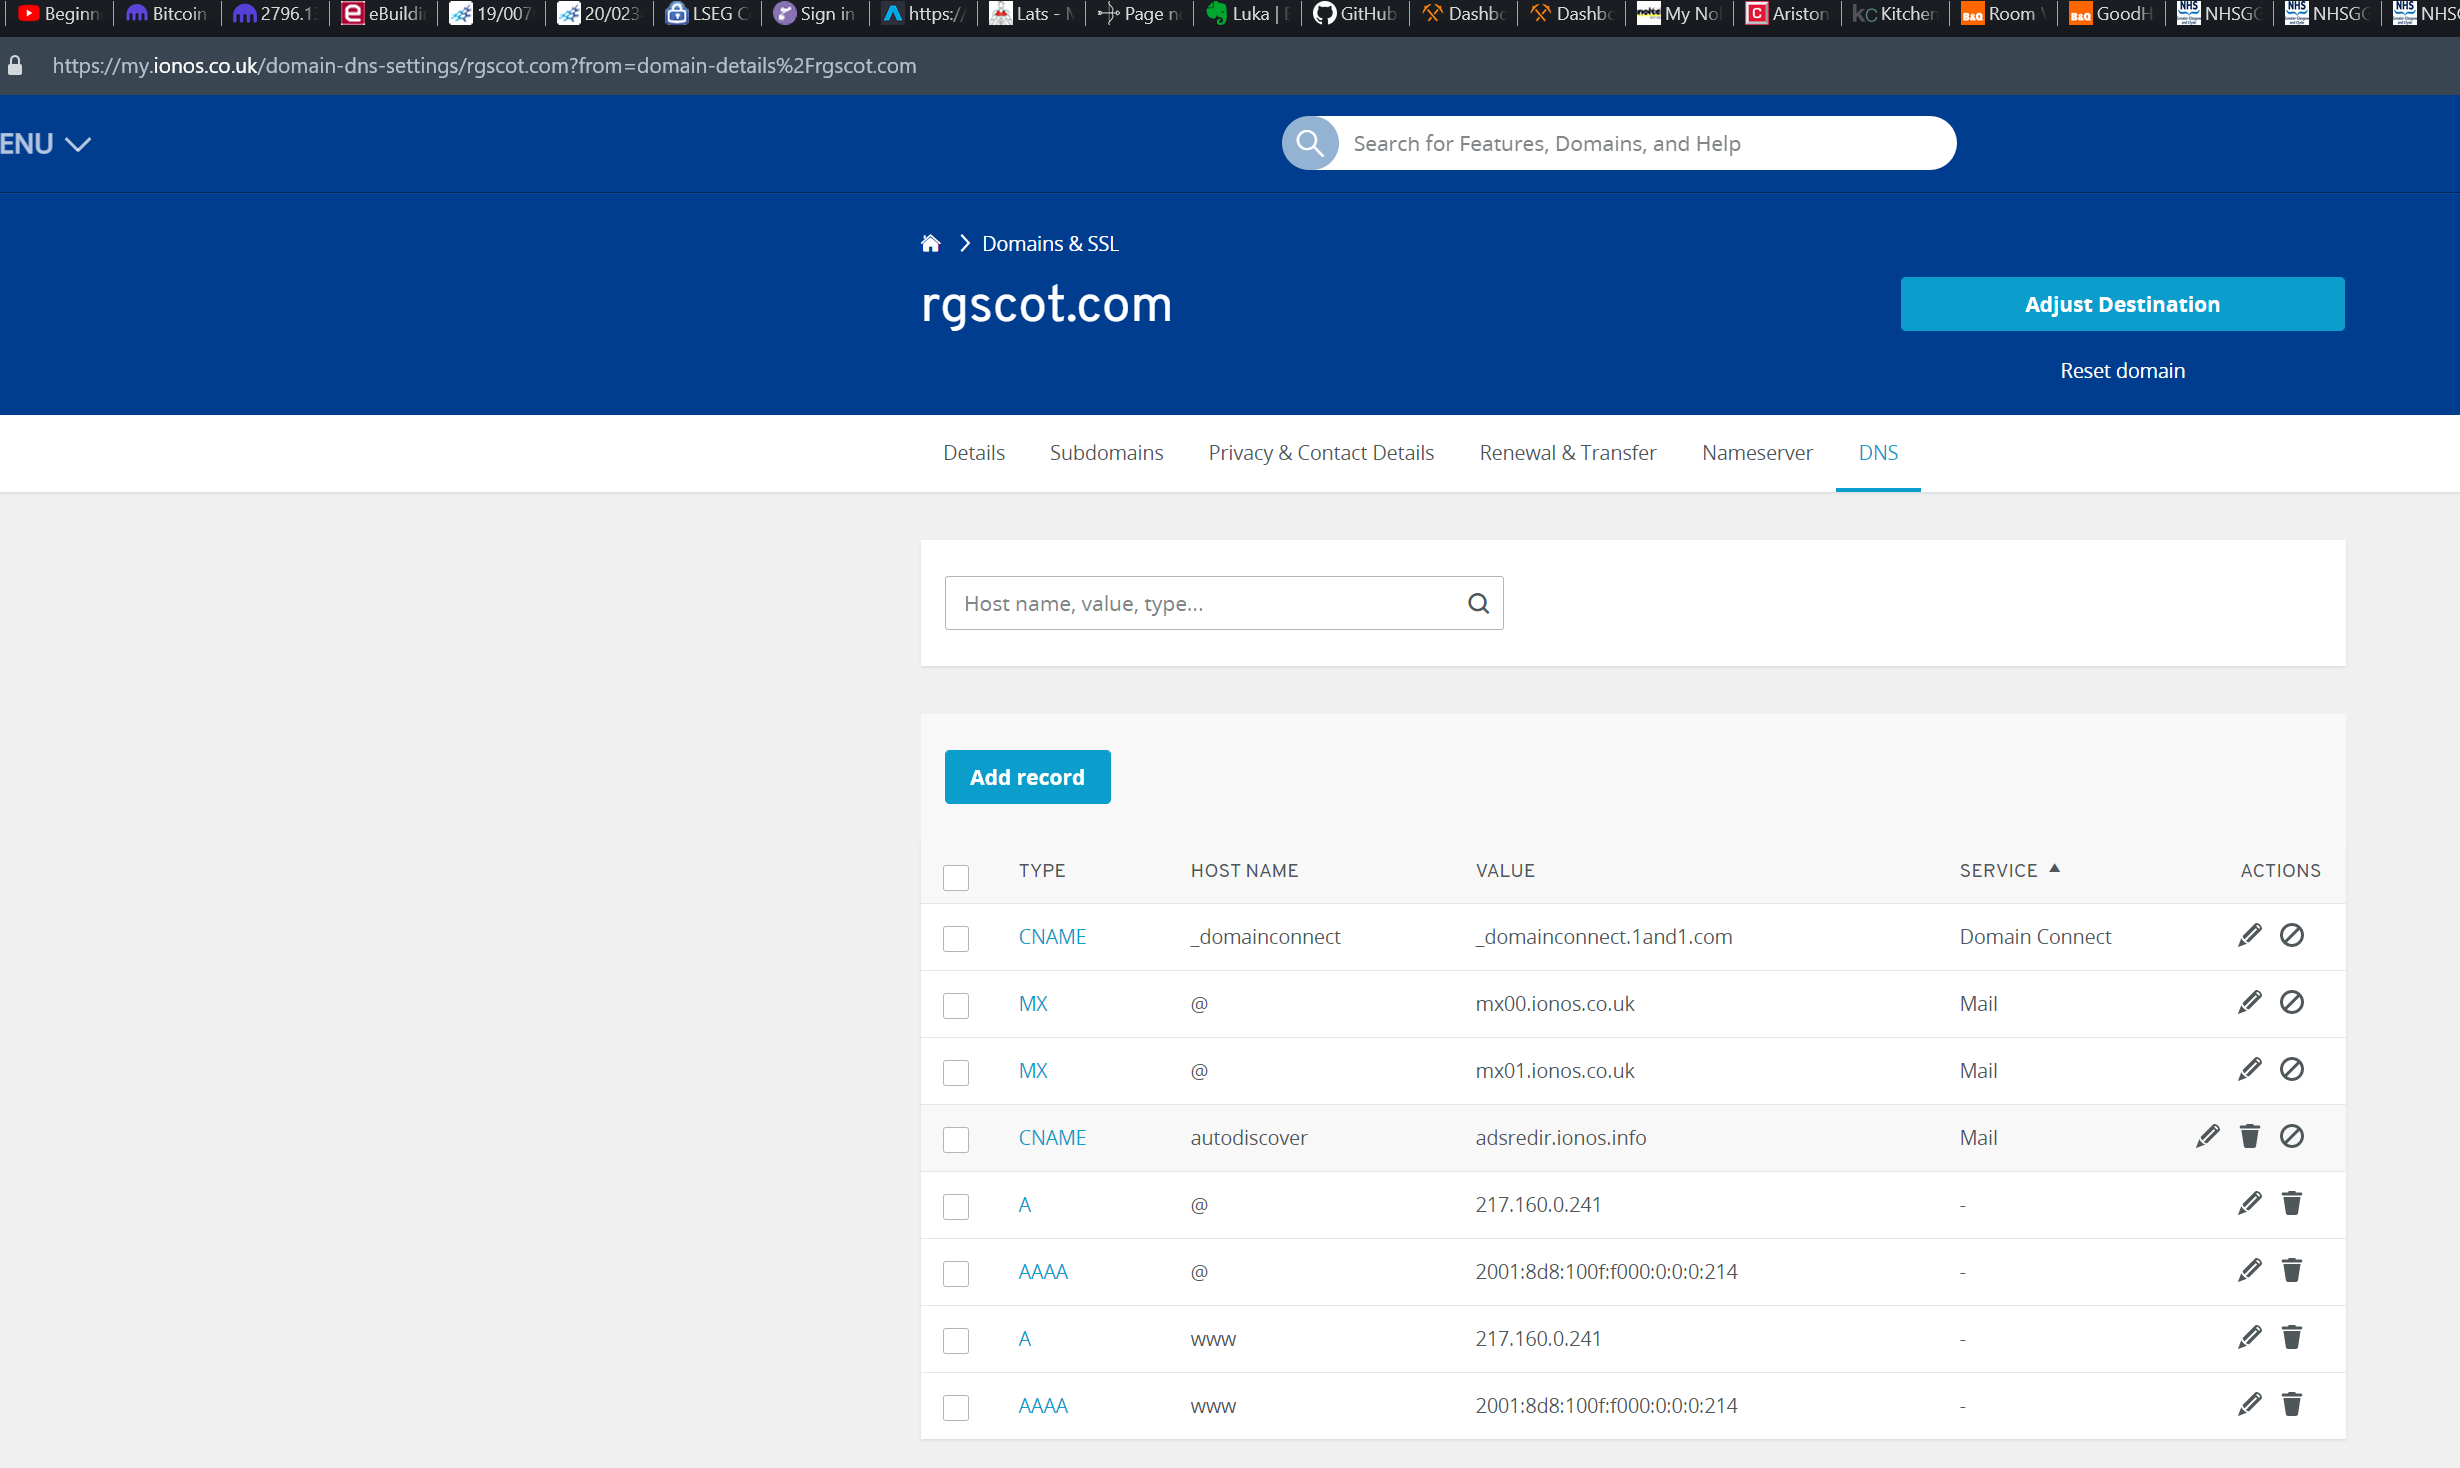 Beginn Bitcoin 2796.1 eBuildi 19/007 20/023 LSEG C Sign in https:// Lats - M Page n Luka | E GitHub Dashbo Dashbo My Nol Ariston Kitchen Room GoodH NHSGC NHSGC NHSG
https://my.ionos.co.uk/domain-dns-settings/rgscot.com?from=domain-details%2Frgscot.com
ENU
Search for Features, Domains, and Help
Domains & SSL
rgscot.com
Adjust Destination
Reset domain
Details Subdomains Privacy & Contact Details Renewal & Transfer Nameserver DNS
Host name, value, type...
Add record
TYPE HOST NAME VALUE SERVICE ACTIONS
CNAME _domainconnect _domainconnect.1and1.com Domain Connect
MX @ mx00.ionos.co.uk Mail
MX @ mx01.ionos.co.uk Mail
CNAME autodiscover adsredir.ionos.info Mail
A @ 217.160.0.241 -
AAAA @ 2001:8d8:100f:f000:0:0:0:214 -
A www 217.160.0.241 -
AAAA www 2001:8d8:100f:f000:0:0:0:214 -